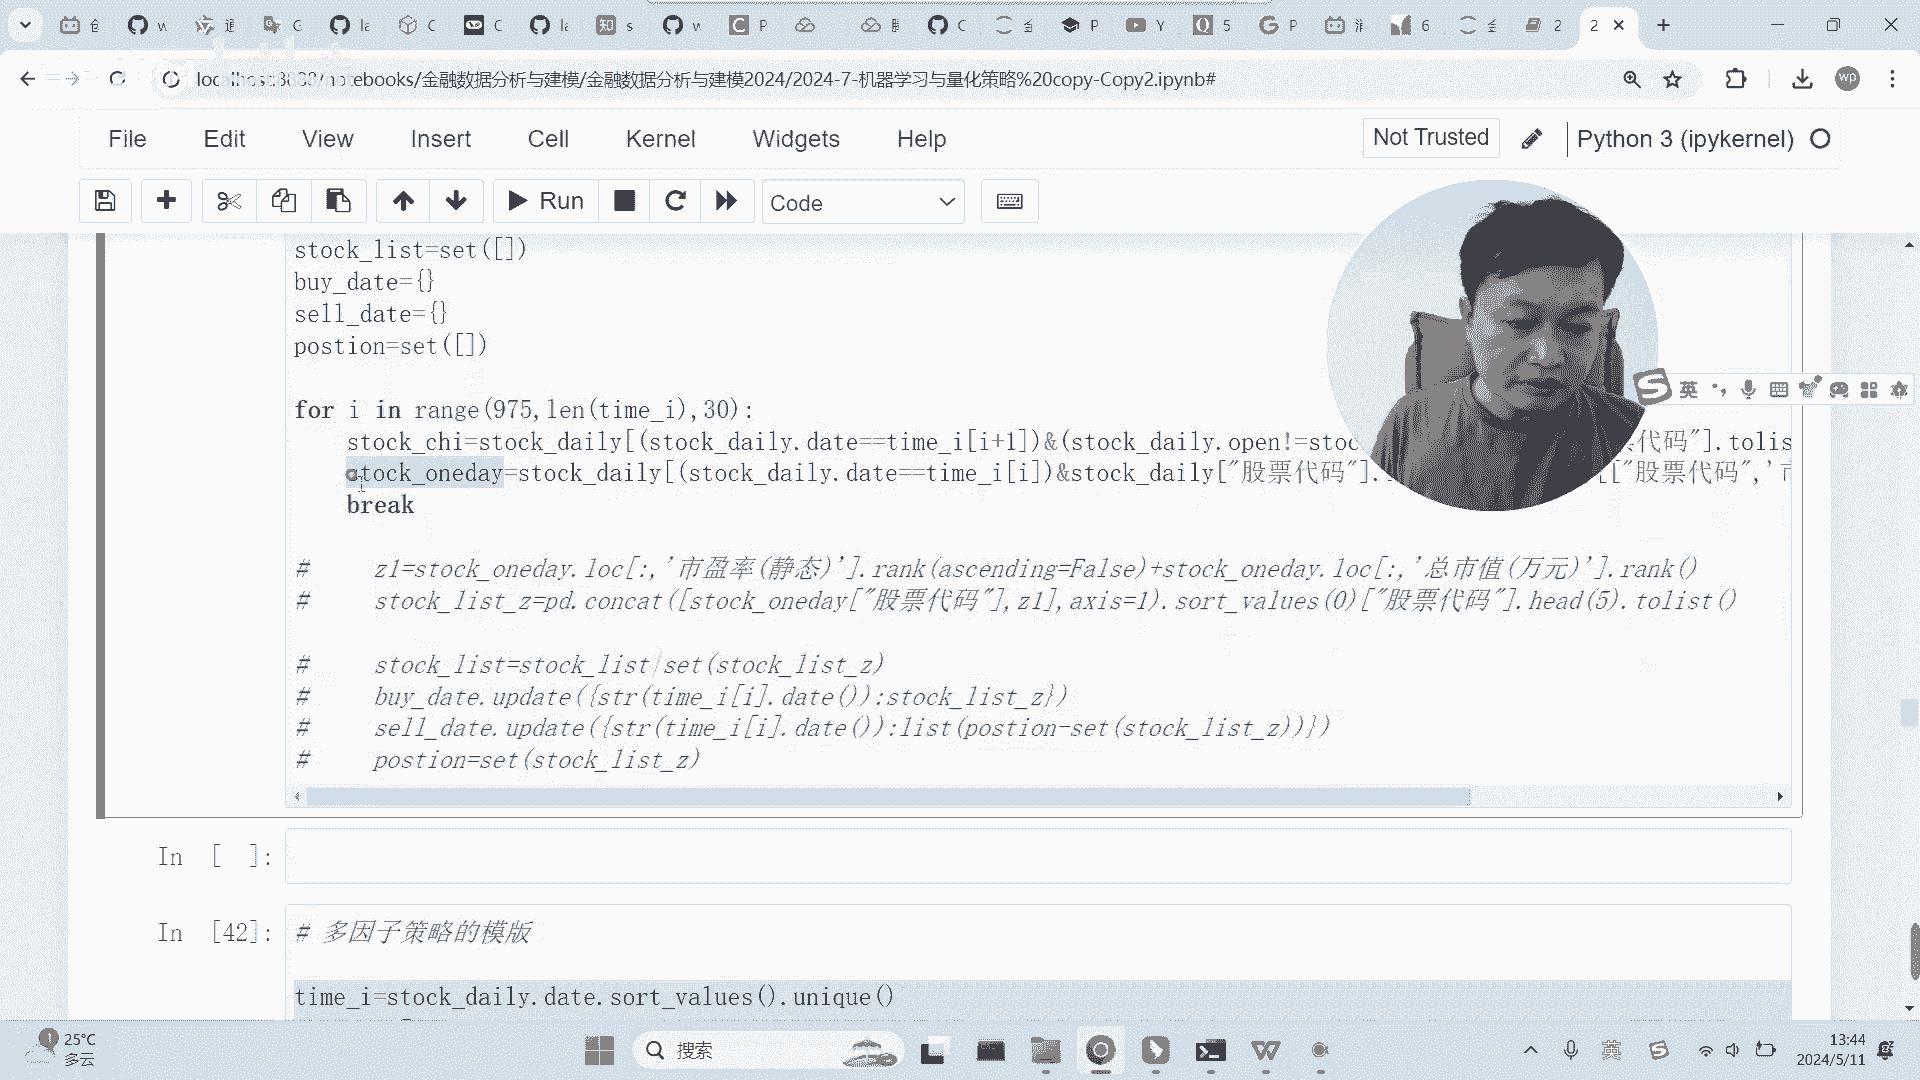 localhost:8888/notebooks/金融数据分析与建模/金融数据分析与建模2024/2024-7-机器学习与量化策略%20copy-Copy2.ipynb#
wp
File Edit View Insert Cell Kernel Widgets Help
Not Trusted
Python 3 (ipykernel)
Run
Code
stock_list=set([])
buy_date={}
sell_date={}
postion=set([])
for i in range(975,len(time_i),30):
stock_chi=stock_daily[(stock_daily.date==time_i[i+1])&(stock_daily.open!=stoc 代码"].tolis
stock_oneday=stock_daily[(stock_daily.date==time_i[i])&stock_daily["股票代码"]. [["股票代码",'市
break
# z1=stock_oneday.loc[:,'市盈率(静态)'].rank(ascending=False)+stock_oneday.loc[:,'总市值(万元)'].rank()
# stock_list_z=pd.concat([stock_oneday["股票代码"],z1],axis=1).sort_values(0)["股票代码"].head(5).tolist()
# stock_list=stock_list|set(stock_list_z)
# buy_date.update({str(time_i[i].date()):stock_list_z})
# sell_date.update({str(time_i[i].date()):list(postion-set(stock_list_z))})
# postion=set(stock_list_z)
In [ ]:
In [42]:
# 多因子策略的模版
time_i=stock_daily.date.sort_values().unique()
英
25°C
多云
搜索
英
13:44
2024/5/11